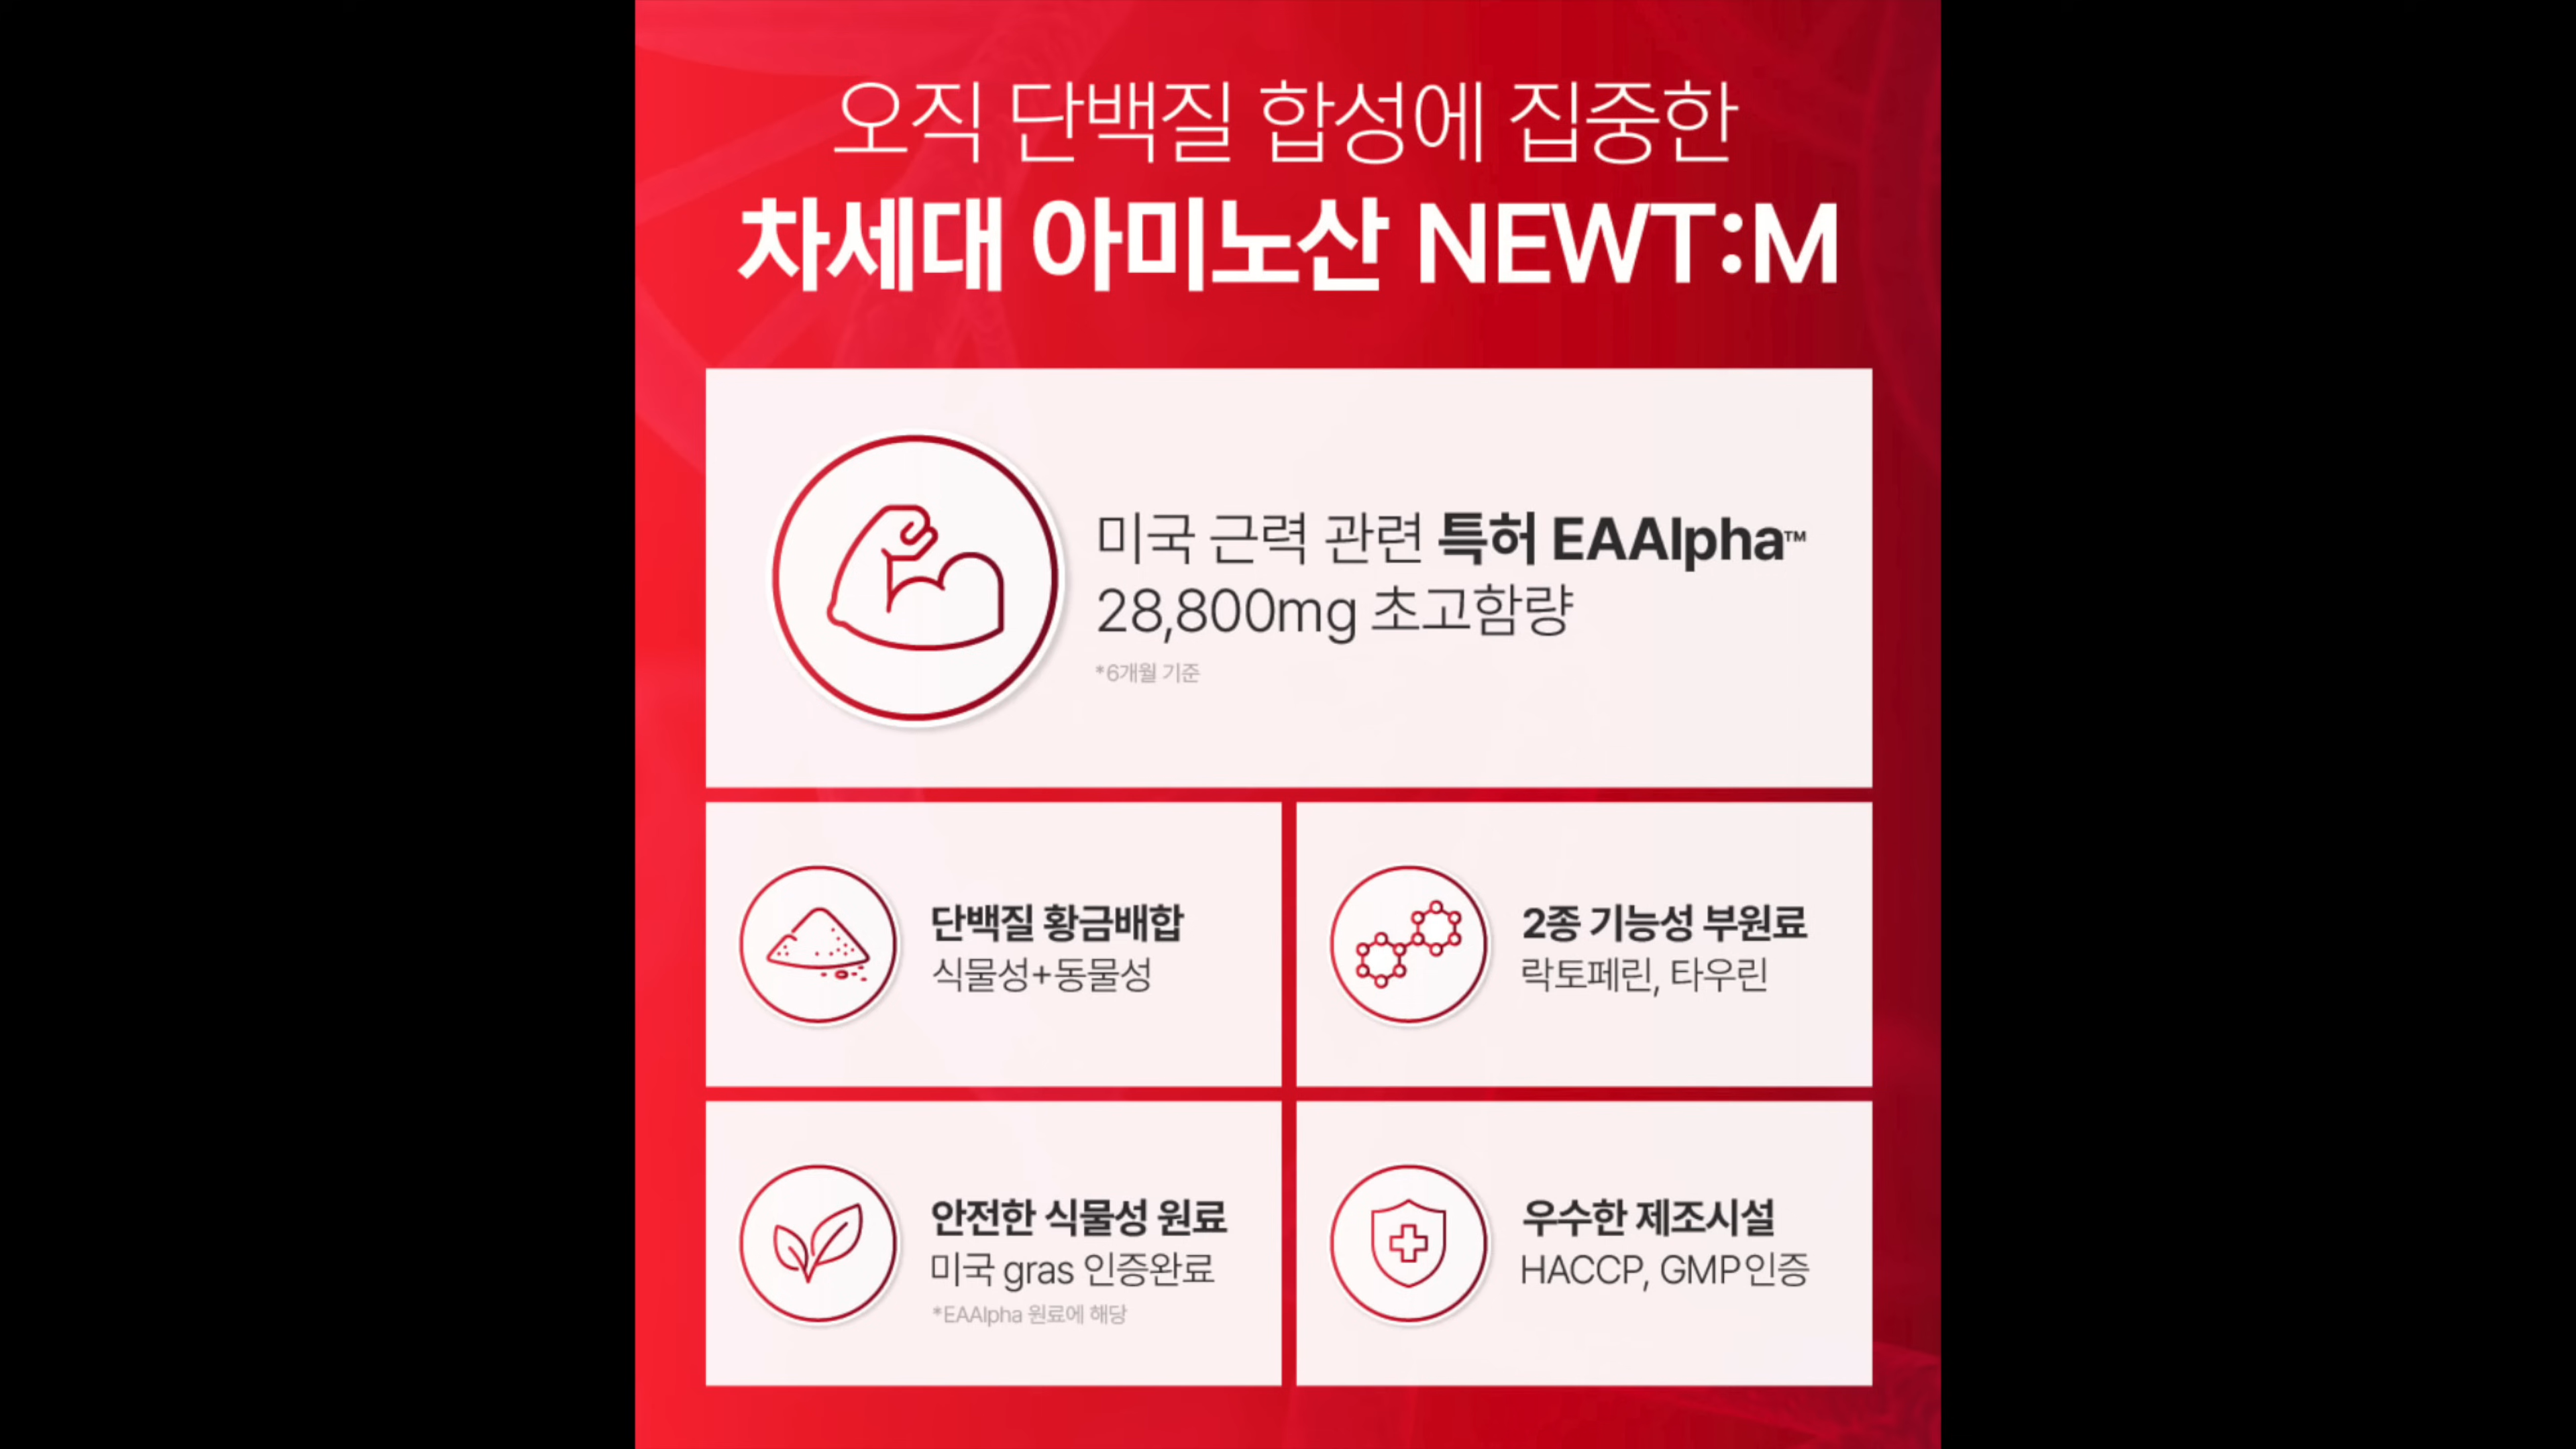 오직 단백질 합성에 집중한
차세대 아미노산 NEWT:M
미국 근력 관련 특허 EAAlpha™
28,800mg 초고함량
*6개월 기준
단백질 황금배합
식물성+동물성
2종 기능성 부원료
락토페린, 타우린
안전한 식물성 원료
미국 gras 인증완료
*EAAlpha 원료에 해당
우수한 제조시설
HACCP, GMP인증